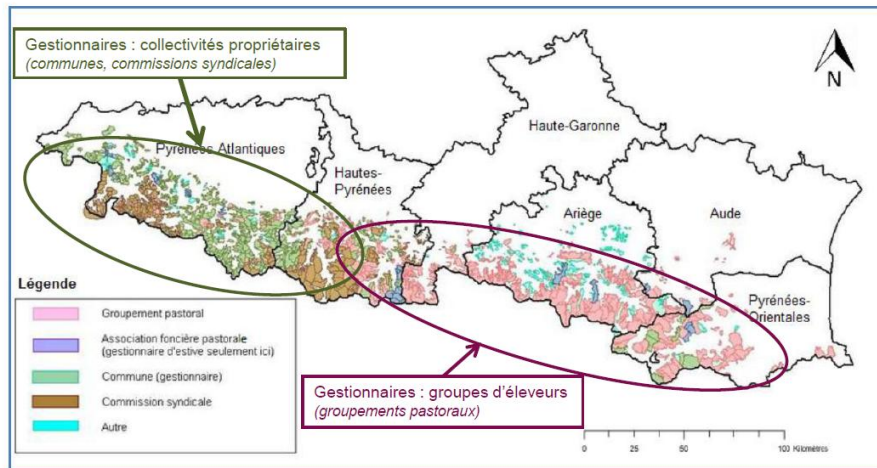 Gestionnaires : collectivités propriétaires
(communes, commissions syndicales)
N
Haute-Garonne
Pyrénées-Atlantiques
Hautes-
Pyrénées
Ariège
Aude
Pyrénées-
Orientales
Légende
Groupement pastoral
Association foncière pastorale
(gestionnaire d'estive seulement ici)
Commune (gestionnaire)
Commission syndicale
Autre
Gestionnaires : groupes d'éleveurs
(groupements pastoraux)
0 25 50 100 Kilomètres